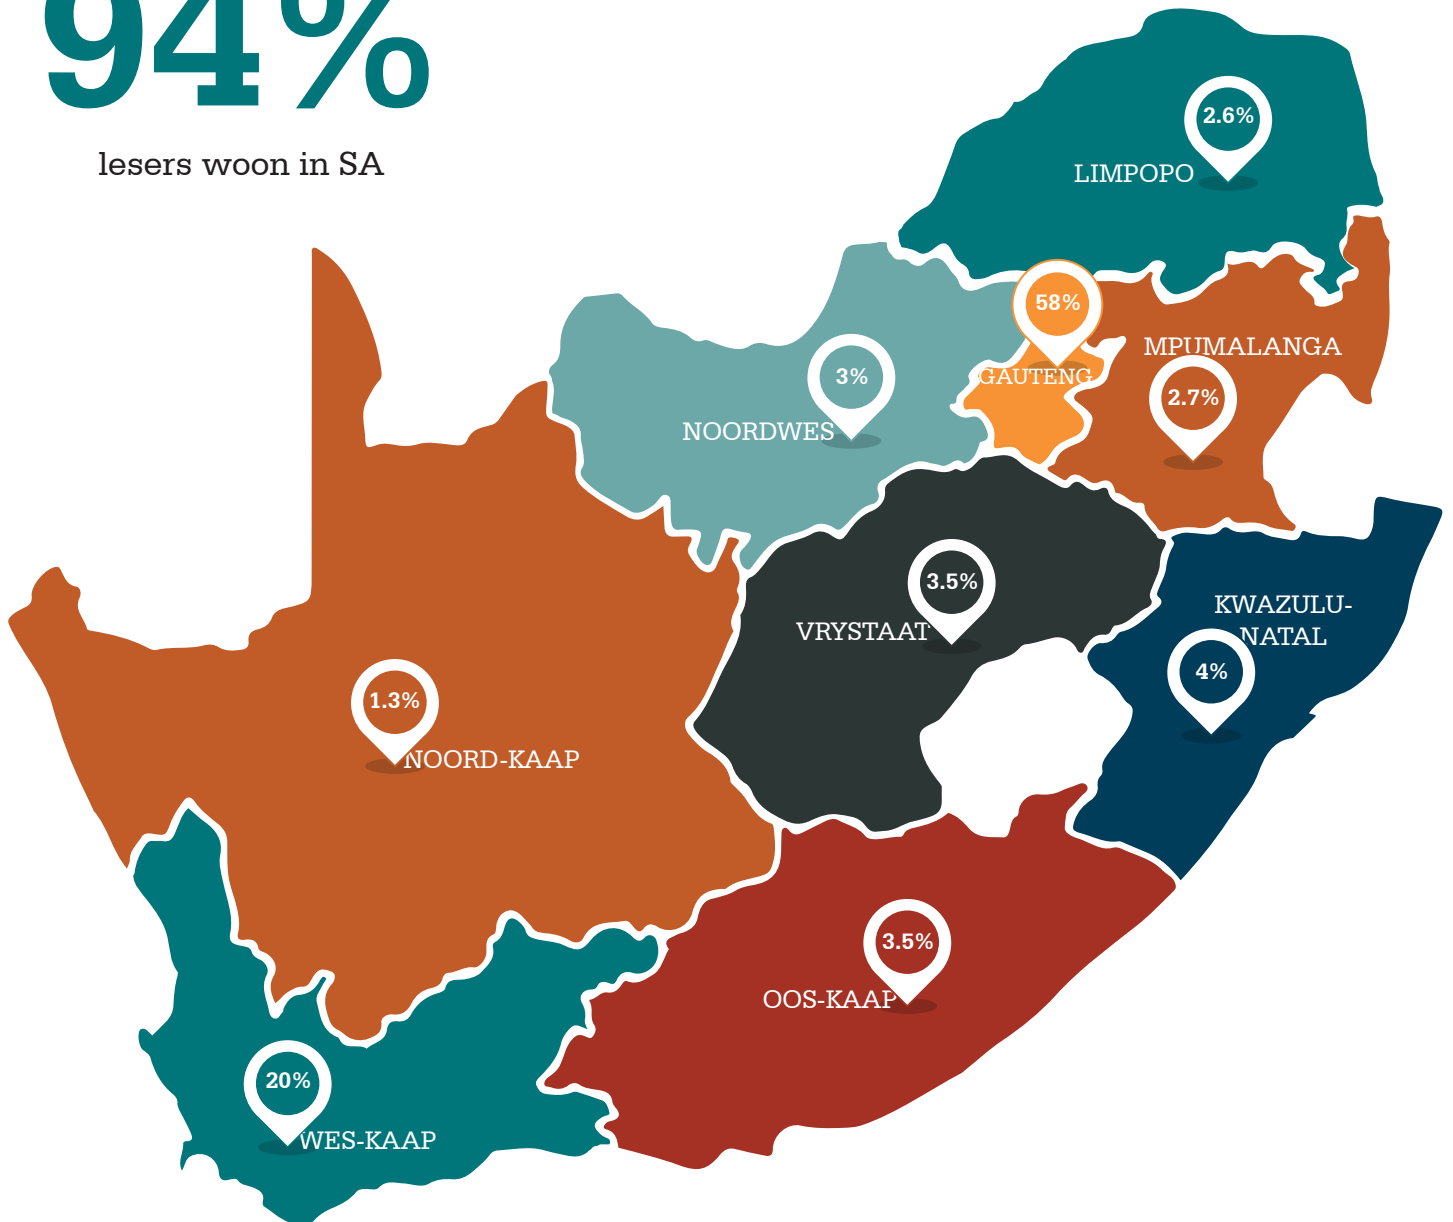 94%
lesers woon in SA
2.6%
LIMPOPO
58%
GAUTENG
MPUMALANGA
2.7%
3%
NOORDWES
3.5%
VRYSTAAT
KWAZULU-
NATAL
4%
1.3%
NOORD-KAAP
3.5%
OOS-KAAP
20%
WES-KAAP